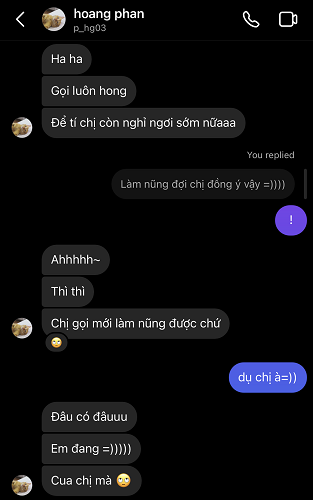 hoang phan
p_hg03
Ha ha
Gọi luôn hong
Để tí chị còn nghỉ ngơi sớm nữaaa
You replied
Làm nũng đợi chị đồng ý vậy =))))
!
Ahhhhh~
Thì thì
Chị gọi mới làm nũng được chứ
🙄
dụ chị à=))
Đâu có đâuuu
Em đang =)))))
Cua chị mà 🙄